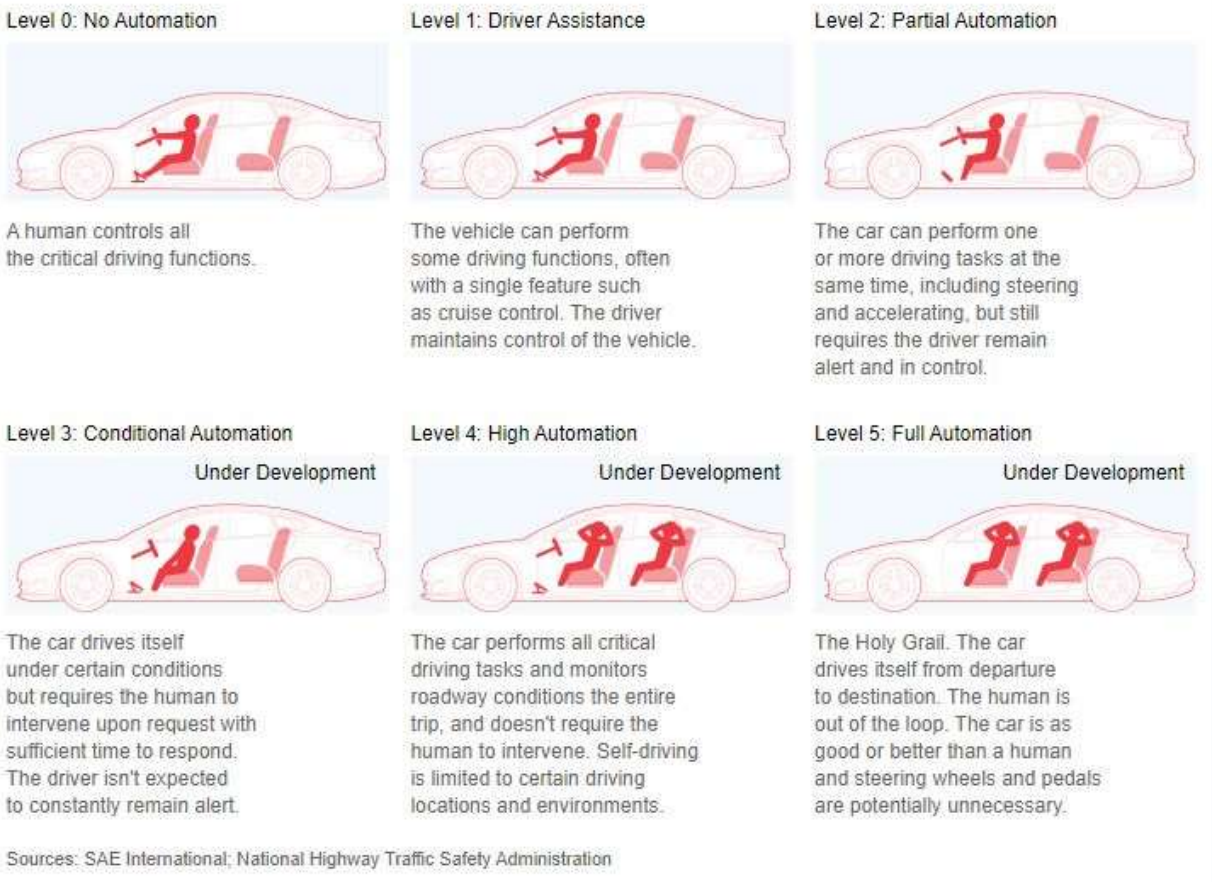 Level 0: No Automation
A human controls all
the critical driving functions.
Level 1: Driver Assistance
The vehicle can perform
some driving functions, often
with a single feature such
as cruise control. The driver
maintains control of the vehicle.
Level 2: Partial Automation
The car can perform one
or more driving tasks at the
same time, including steering
and accelerating, but still
requires the driver remain
alert and in control.
Level 3: Conditional Automation
Under Development
The car drives itself
under certain conditions
but requires the human to
intervene upon request with
sufficient time to respond.
The driver isn't expected
to constantly remain alert.
Level 4: High Automation
Under Development
The car performs all critical
driving tasks and monitors
roadway conditions the entire
trip, and doesn't require the
human to intervene. Self-driving
is limited to certain driving
locations and environments.
Level 5: Full Automation
Under Development
The Holy Grail. The car
drives itself from departure
to destination. The human is
out of the loop. The car is as
good or better than a human
and steering wheels and pedals
are potentially unnecessary.
Sources: SAE International; National Highway Traffic Safety Administration